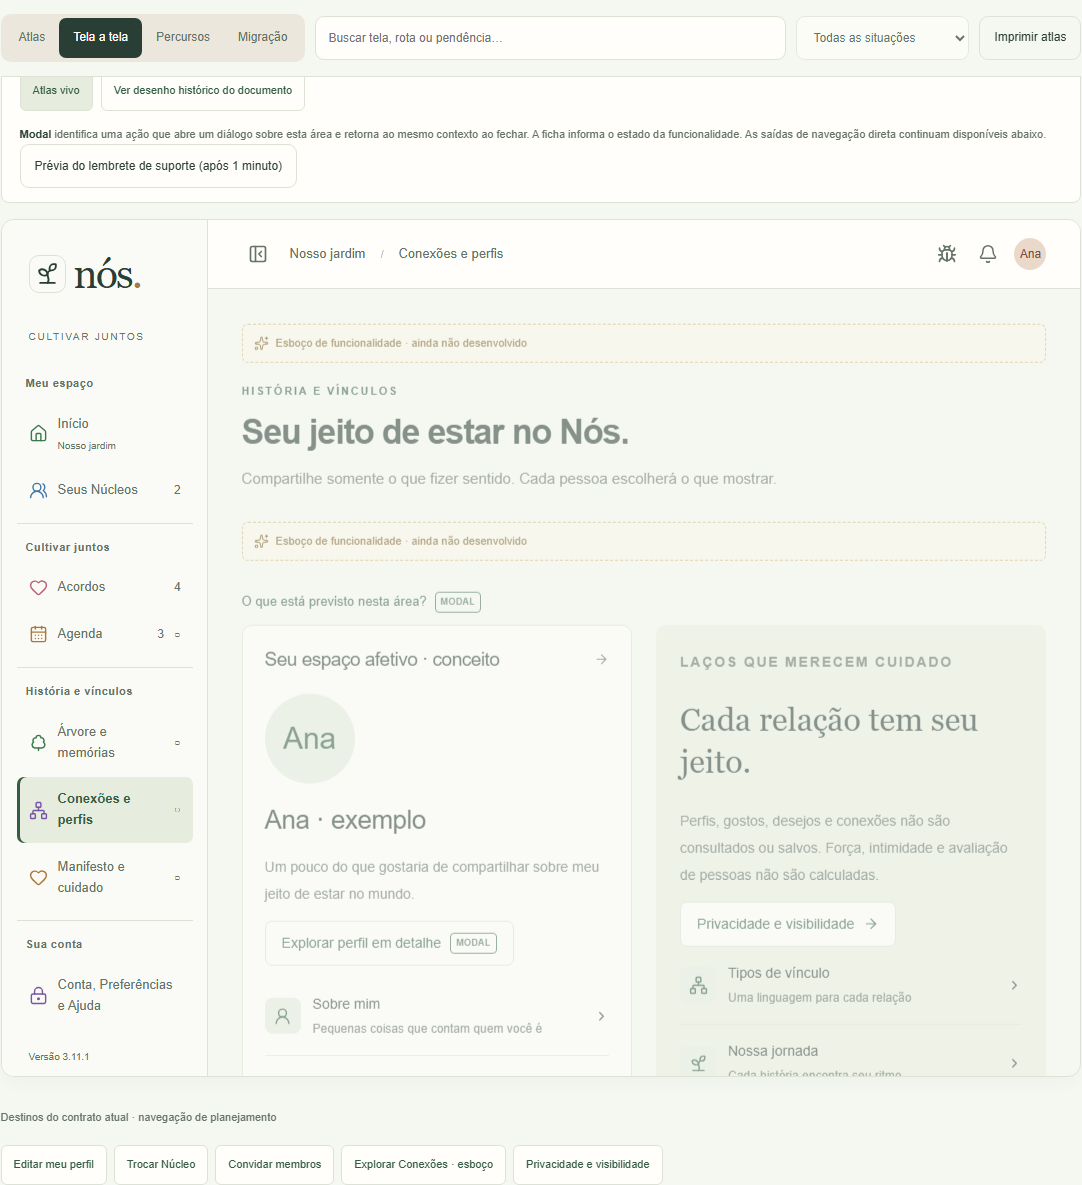 Atlas
Tela a tela
Percursos
Migração
Buscar tela, rota ou pendência...
Todas as situações
Imprimir atlas
Atlas vivo
Ver desenho histórico do documento
Modal identifica uma ação que abre um diálogo sobre esta área e retorna ao mesmo contexto ao fechar. A ficha informa o estado da funcionalidade. As saídas de navegação direta continuam disponíveis abaixo.
Prévia do lembrete de suporte (após 1 minuto)
nós.
CULTIVAR JUNTOS
Meu espaço
Início
Nosso jardim
Seus Núcleos 2
Cultivar juntos
Acordos 4
Agenda 3
História e vínculos
Árvore e
memórias
Conexões e
perfis
Manifesto e
cuidado
Sua conta
Conta, Preferências
e Ajuda
Versão 3.11.1
Nosso jardim / Conexões e perfis
Ana
Esboço de funcionalidade · ainda não desenvolvido
HISTÓRIA E VÍNCULOS
Seu jeito de estar no Nós.
Compartilhe somente o que fizer sentido. Cada pessoa escolherá o que mostrar.
Esboço de funcionalidade · ainda não desenvolvido
O que está previsto nesta área? MODAL
Seu espaço afetivo · conceito
Ana
Ana · exemplo
Um pouco do que gostaria de compartilhar sobre meu
jeito de estar no mundo.
Explorar perfil em detalhe MODAL
Sobre mim
Pequenas coisas que contam quem você é
LAÇOS QUE MERECEM CUIDADO
Cada relação tem seu
jeito.
Perfis, gostos, desejos e conexões não são
consultados ou salvos. Força, intimidade e avaliação
de pessoas não são calculadas.
Privacidade e visibilidade
Tipos de vínculo
Uma linguagem para cada relação
Nossa jornada
Cada história encontra seu ritmo
Destinos do contrato atual · navegação de planejamento
Editar meu perfil
Trocar Núcleo
Convidar membros
Explorar Conexões · esboço
Privacidade e visibilidade